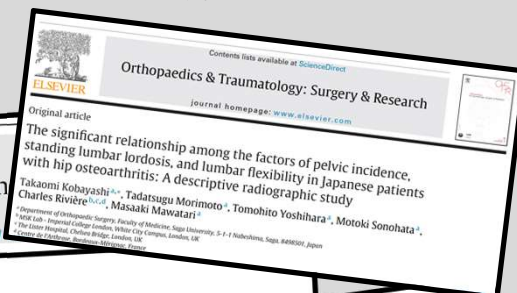 Contents lists available at ScienceDirect
Orthopaedics & Traumatology: Surgery & Research
journal homepage: www.elsevier.com
ELSEVIER
Original article
The significant relationship among the factors of pelvic incidence,
standing lumbar lordosis, and lumbar flexibility in Japanese patients
with hip osteoarthritis: A descriptive radiographic study
Takaomi Kobayashi a,*, Tadatsugu Morimoto a, Tomohito Yoshihara a, Motoki Sonohata a,
Charles Rivière b,c,d, Masaaki Mawatari a
a Department of Orthopaedic Surgery, Faculty of Medicine, Saga University, 5-1-1 Nabeshima, Saga, 8498501, Japan
b MSK Lab - Imperial College London, White City Campus, London, UK
c The Lister Hospital, Chelsea Bridge, London, UK
d Centre de l'Arthrose, Bordeaux-Mérignac, France